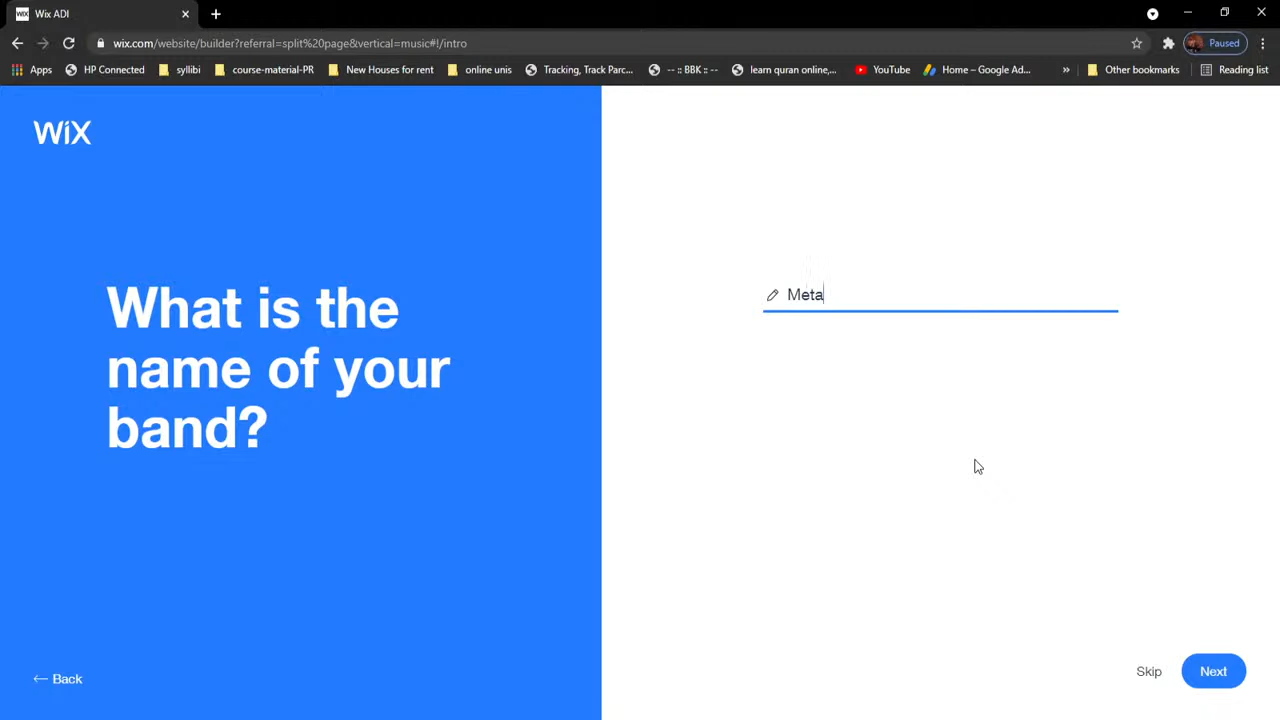 WiX Wix ADI
wix.com/website/builder?referral=split%20page&vertical=music#!/intro
Paused
Apps HP Connected syllibi course-material-PR New Houses for rent online unis Tracking, Track Parc... -- :: BBK :: -- learn quran online,... YouTube Home – Google Ad... » Other bookmarks Reading list
WiX
What is the
name of your
band?
Meta
← Back
Skip Next